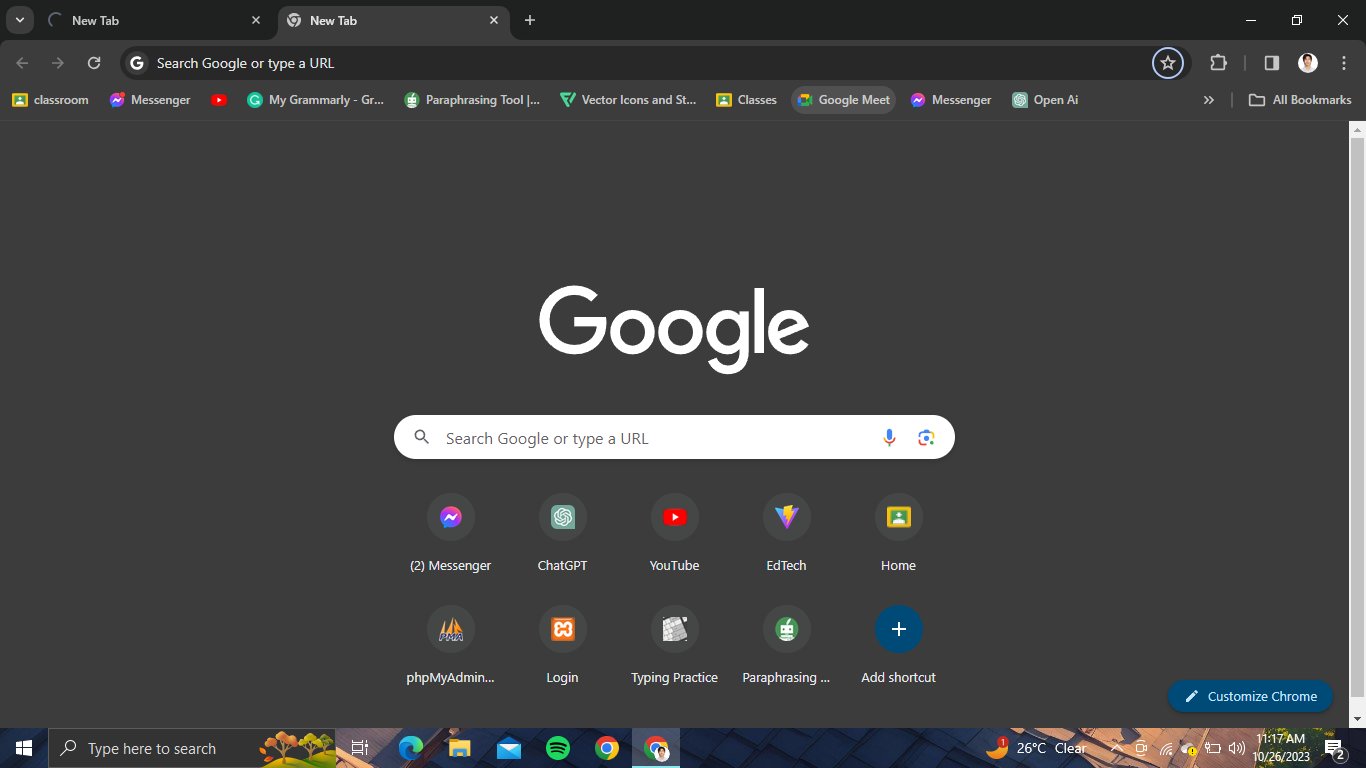 New Tab
New Tab
Search Google or type a URL
classroom
Messenger
My Grammarly - Gr...
Paraphrasing Tool |...
Vector Icons and St...
Classes
Google Meet
Messenger
Open Ai
All Bookmarks
Google
Search Google or type a URL
(2) Messenger
ChatGPT
YouTube
EdTech
Home
PMA
phpMyAdmin...
Login
Typing Practice
Paraphrasing ...
Add shortcut
Customize Chrome
Type here to search
1
26°C Clear
11:17 AM
10/26/2023
2